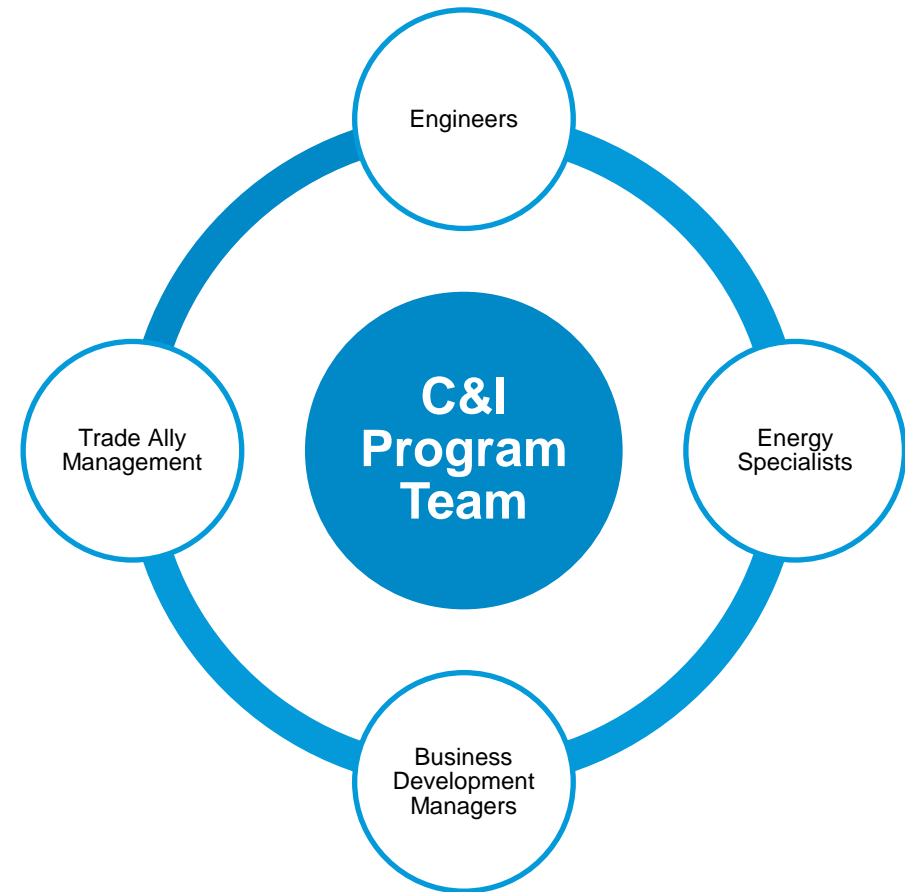 Engineers
C&I
Program
Team
Trade Ally
Management
Energy
Specialists
Business
Development
Managers